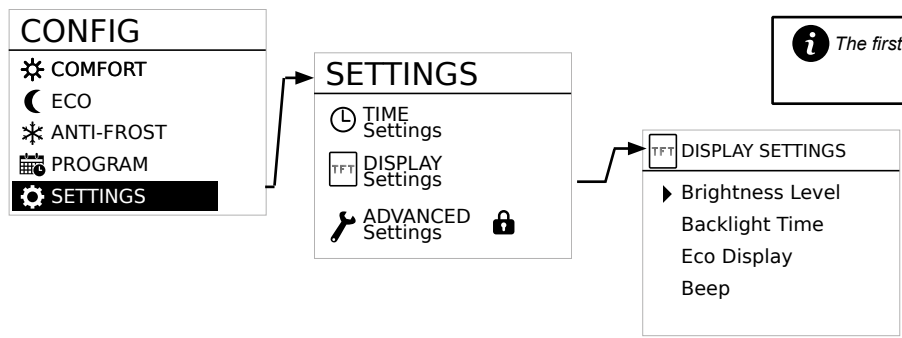 CONFIG
COMFORT
ECO
ANTI-FROST
PROGRAM
SETTINGS
SETTINGS
TIME
Settings
TFT
DISPLAY
Settings
ADVANCED
Settings
i The first
TFT DISPLAY SETTINGS
Brightness Level
Backlight Time
Eco Display
Beep